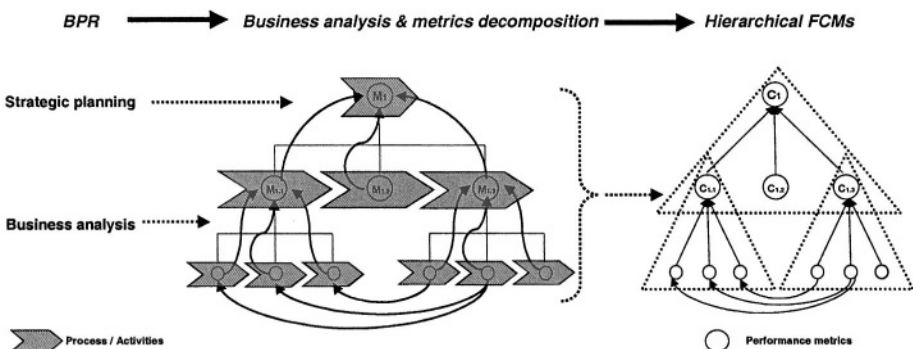 BPR Business analysis & metrics decomposition Hierarchical FCMs
Strategic planning
M1 C1
M1.1 M1.2 M1.3 C1.1 C1.2 C1.3
Business analysis
Process / Activities Performance metrics